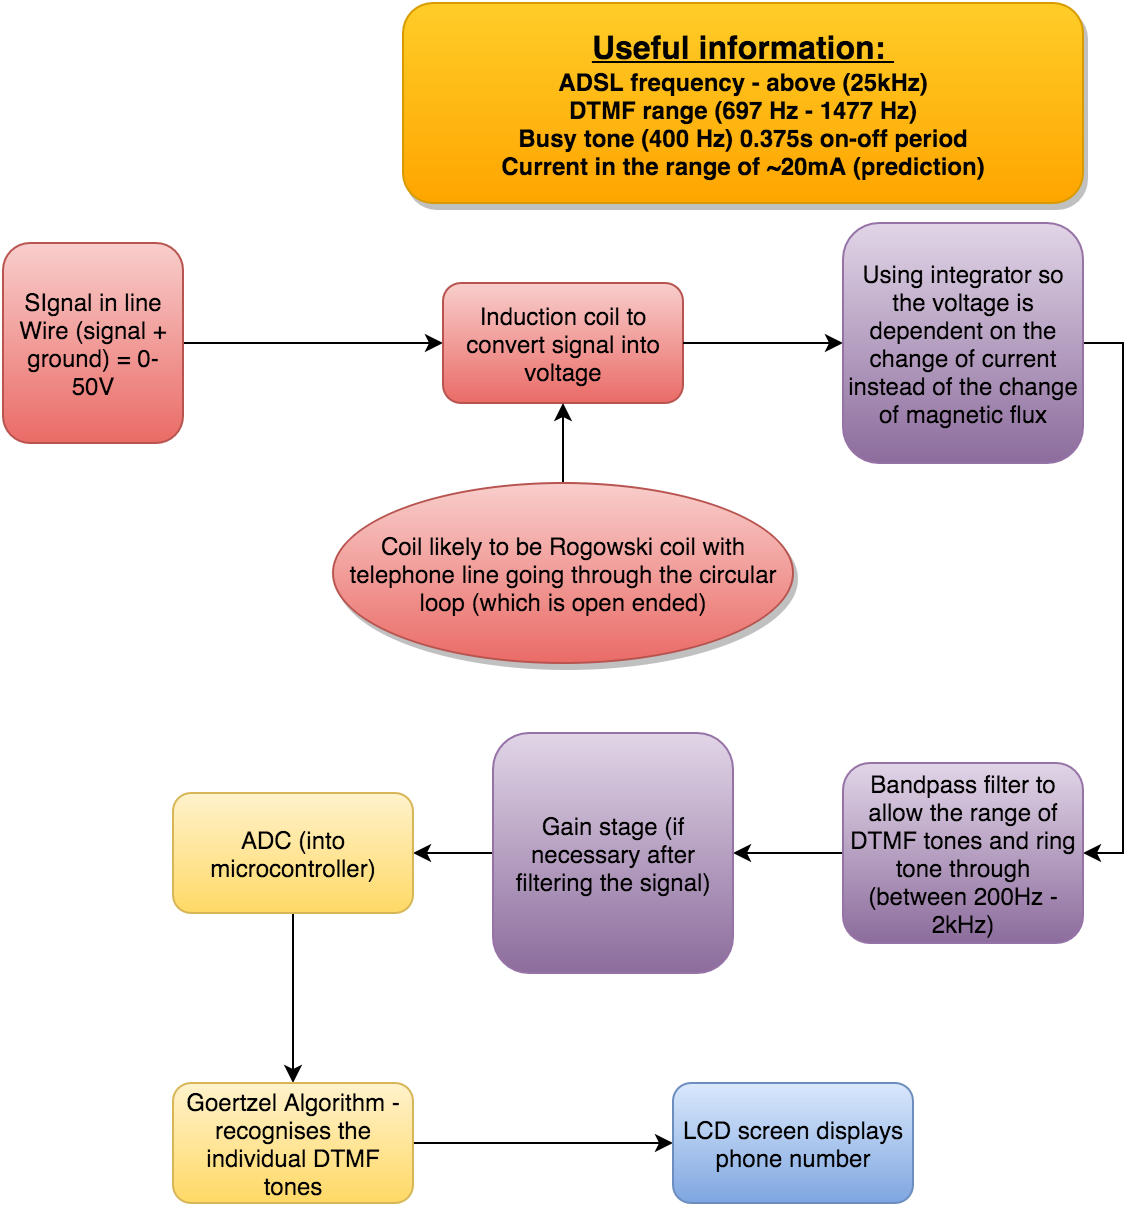 Useful information:
ADSL frequency - above (25kHz)
DTMF range (697 Hz - 1477 Hz)
Busy tone (400 Hz) 0.375s on-off period
Current in the range of ~20mA (prediction)
SIgnal in line
Wire (signal +
ground) = 0-
50V
Induction coil to
convert signal into
voltage
Using integrator so
the voltage is
dependent on the
change of current
instead of the change
of magnetic flux
Coil likely to be Rogowski coil with
telephone line going through the circular
loop (which is open ended)
Bandpass filter to
allow the range of
DTMF tones and ring
tone through
(between 200Hz -
2kHz)
Gain stage (if
necessary after
filtering the signal)
ADC (into
microcontroller)
Goertzel Algorithm -
recognises the
individual DTMF
tones
LCD screen displays
phone number